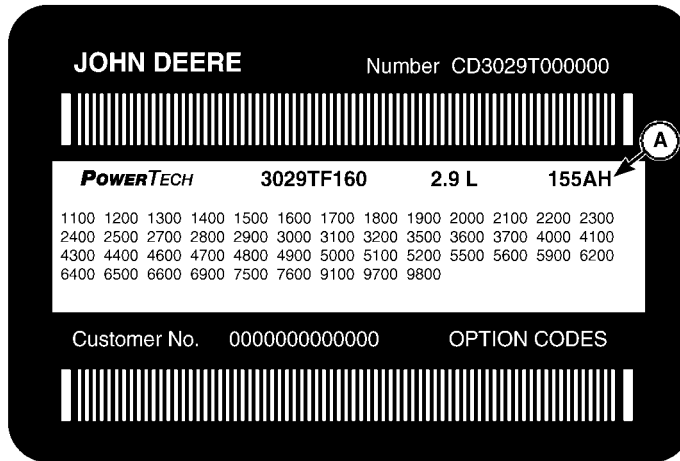 JOHN DEERE Number CD3029T000000
A
POWERTECH 3029TF160 2.9 L 155AH
1100 1200 1300 1400 1500 1600 1700 1800 1900 2000 2100 2200 2300
2400 2500 2700 2800 2900 3000 3100 3200 3500 3600 3700 4000 4100
4300 4400 4600 4700 4800 4900 5000 5100 5200 5500 5600 5900 6200
6400 6500 6600 6900 7500 7600 9100 9700 9800
Customer No. 0000000000000 OPTION CODES